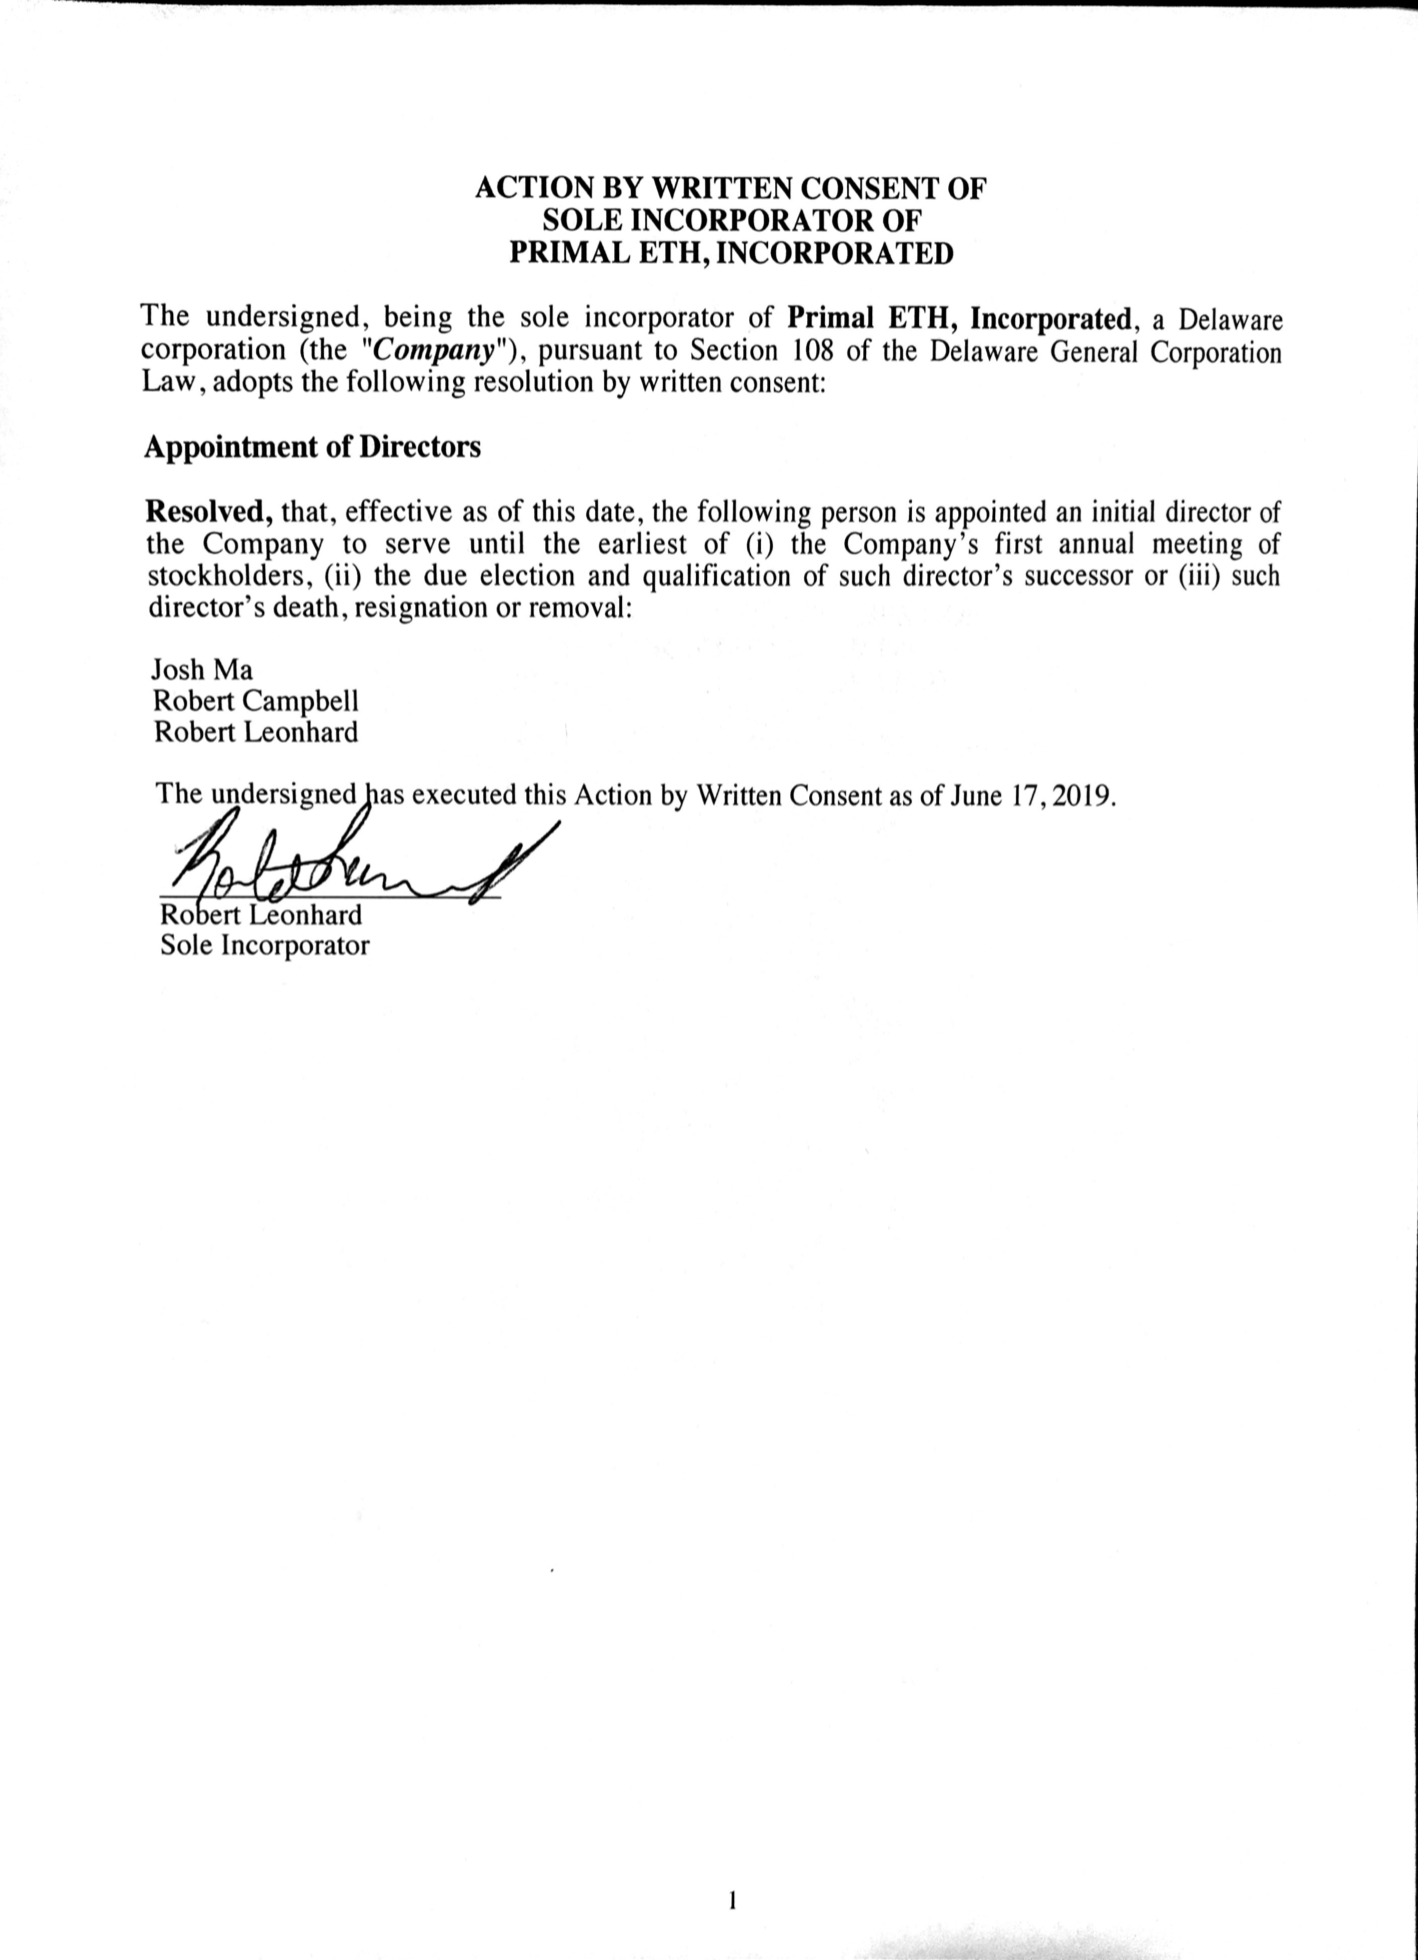 ACTION BY WRITTEN CONSENT OF
SOLE INCORPORATOR OF
PRIMAL ETH, INCORPORATED
The undersigned, being the sole incorporator of Primal ETH, Incorporated, a Delaware
corporation (the "Company"), pursuant to Section 108 of the Delaware General Corporation
Law, adopts the following resolution by written consent:
Appointment of Directors
Resolved, that, effective as of this date, the following person is appointed an initial director of
the Company to serve until the earliest of (i) the Company's first annual meeting of
stockholders, (ii) the due election and qualification of such director's successor or (iii) such
director's death, resignation or removal:
Josh Ma
Robert Campbell
Robert Leonhard
The undersigned has executed this Action by Written Consent as of June 17, 2019.
Robert Leonhard
Sole Incorporator
1